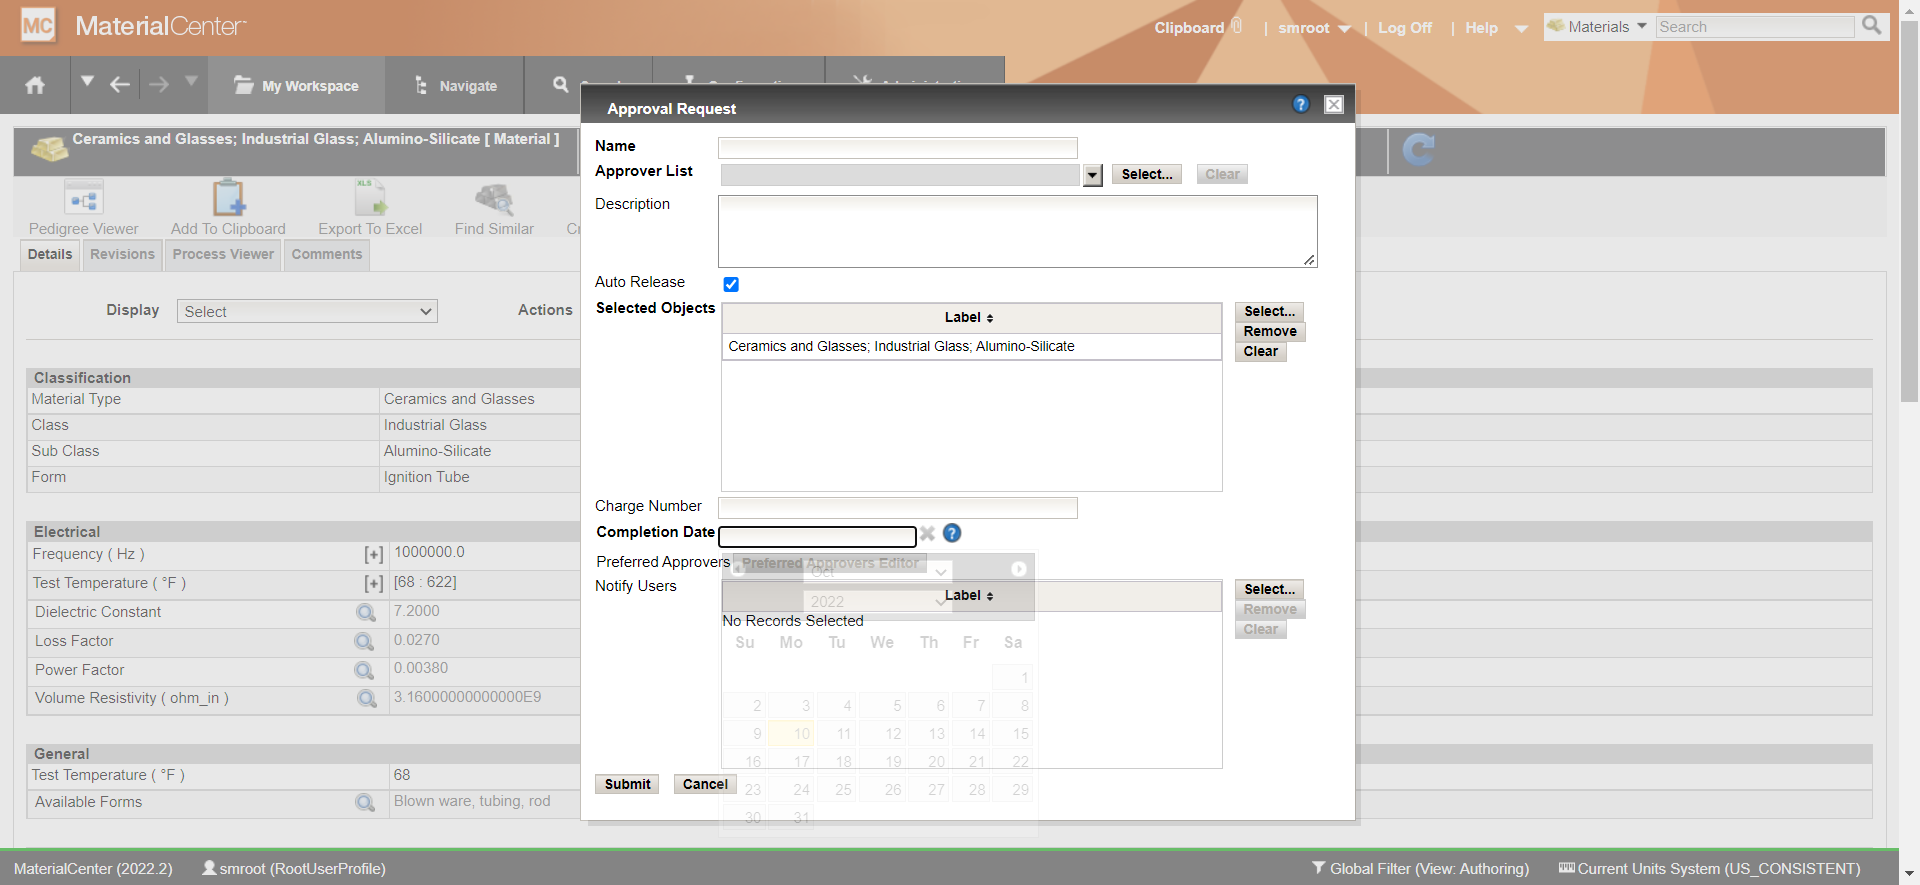 MC MaterialCenter
Clipboard | smroot | Log Off | Help Materials Search
My Workspace Navigate
Approval Request
Ceramics and Glasses; Industrial Glass; Alumino-Silicate [ Material ]
Name
Approver List Select... Clear
Pedigree Viewer Add To Clipboard Export To Excel Find Similar
XLS
Details Revisions Process Viewer Comments
Description
Auto Release
Display Select Actions
Selected Objects Label Select...
Remove
Ceramics and Glasses; Industrial Glass; Alumino-Silicate Clear
Classification
Material Type Ceramics and Glasses
Class Industrial Glass
Sub Class Alumino-Silicate
Form Ignition Tube
Charge Number
Electrical
Completion Date
Frequency ( Hz ) [+] 1000000.0
Preferred Approvers Preferred Approvers Editor
Oct
Test Temperature ( °F ) [+] [68 : 622]
Notify Users Label Select...
2022
Remove
Dielectric Constant 7.2000
No Records Selected Clear
Loss Factor 0.0270
Su Mo Tu We Th Fr Sa
Power Factor 0.00380
1
Volume Resistivity ( ohm_in ) 3.16000000000000E9
2 3 4 5 6 7 8
9 10 11 12 13 14 15
General
16 17 18 19 20 21 22
Test Temperature ( °F ) 68
Submit Cancel
23 24 25 26 27 28 29
Available Forms Blown ware, tubing, rod
30 31
MaterialCenter (2022.2) smroot (RootUserProfile) Global Filter (View: Authoring) Current Units System (US_CONSISTENT)